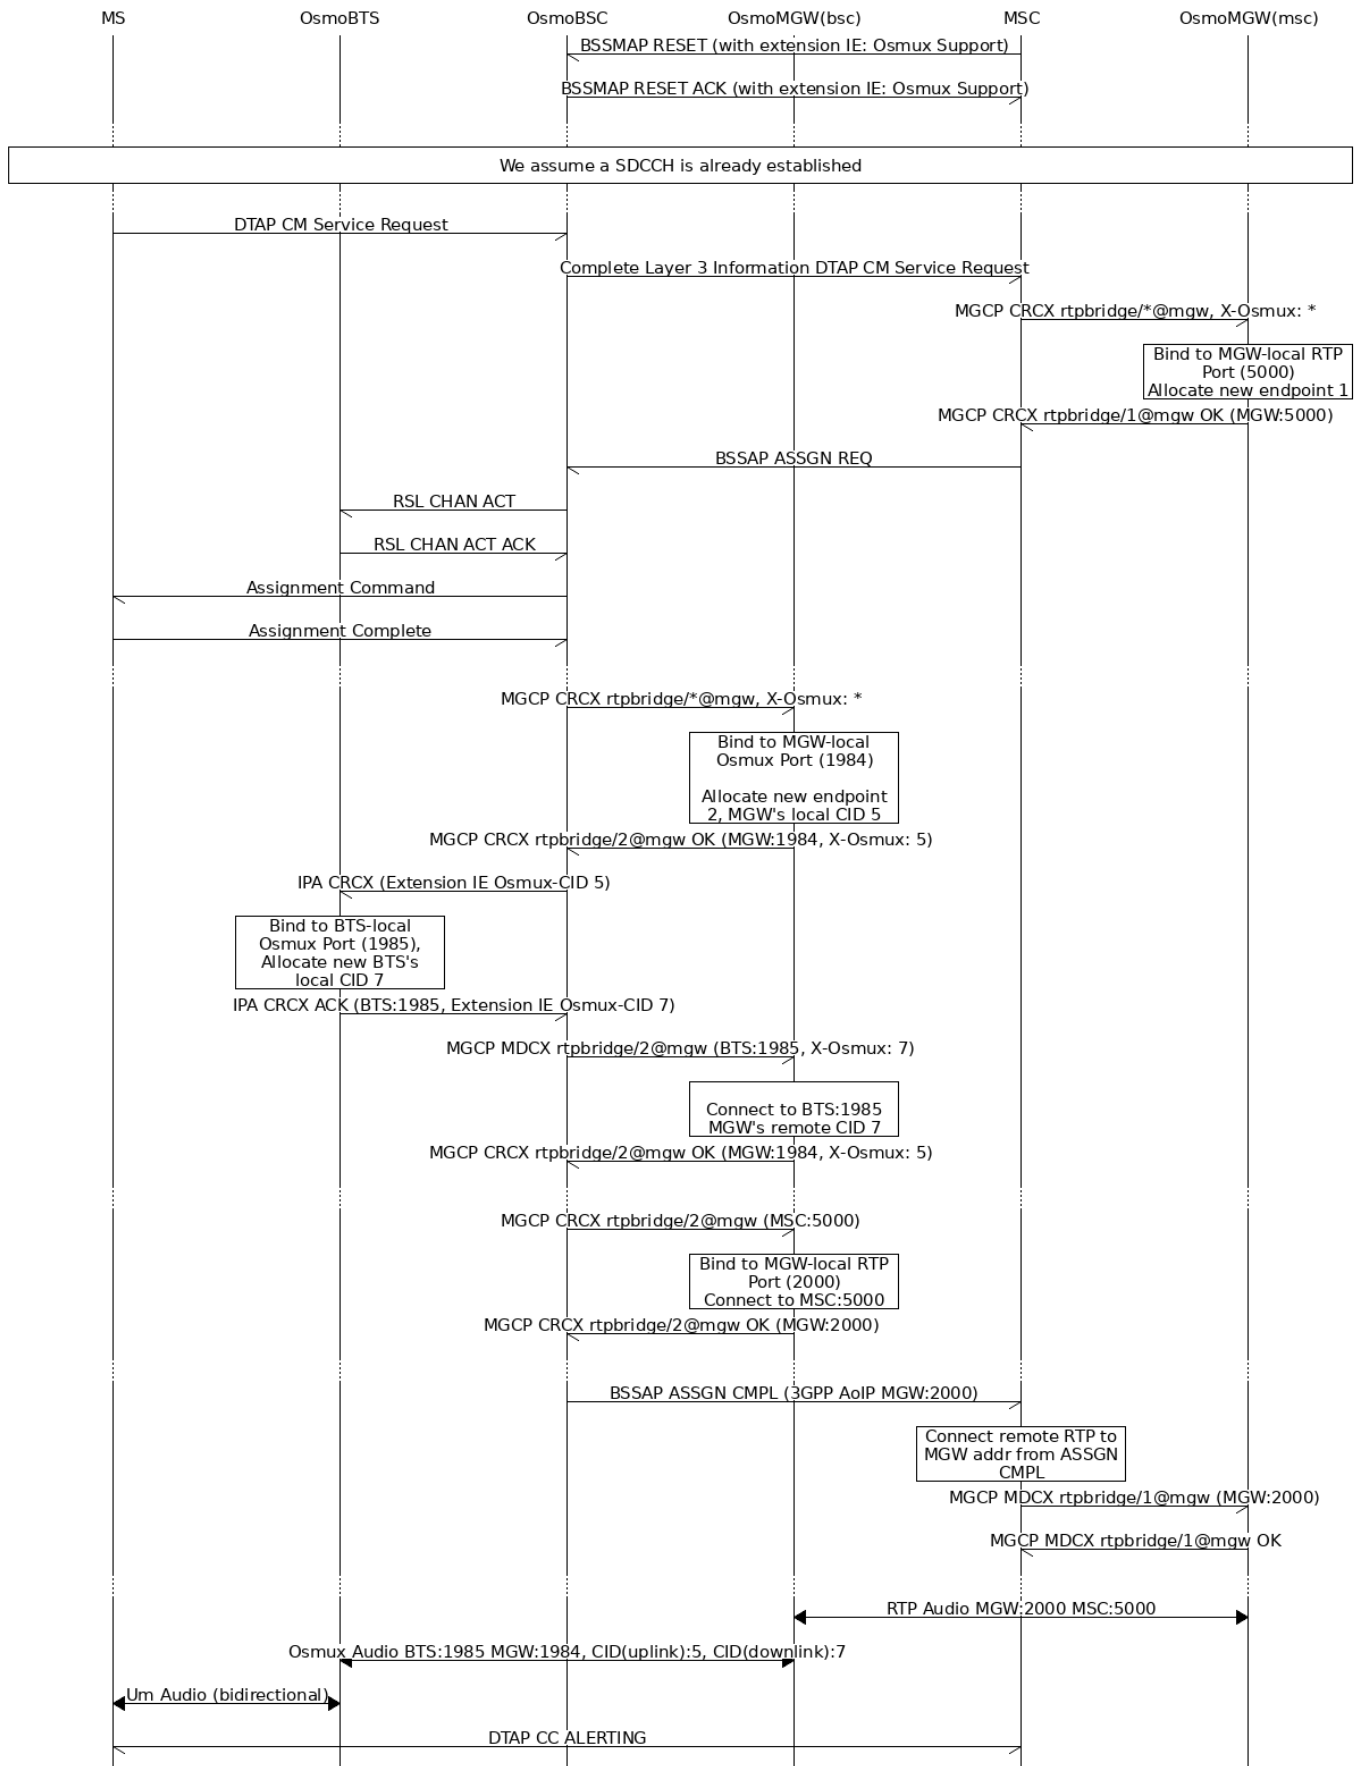 MS OsmoBTS OsmoBSC OsmoMGW(bsc) MSC OsmoMGW(msc)
BSSMAP RESET (with extension IE: Osmux Support)
BSSMAP RESET ACK (with extension IE: Osmux Support)
We assume a SDCCH is already established
DTAP CM Service Request
Complete Layer 3 Information DTAP CM Service Request
MGCP CRCX rtpbridge/*@mgw, X-Osmux: *
Bind to MGW-local RTP
Port (5000)
Allocate new endpoint 1
MGCP CRCX rtpbridge/1@mgw OK (MGW:5000)
BSSAP ASSGN REQ
RSL CHAN ACT
RSL CHAN ACT ACK
Assignment Command
Assignment Complete
MGCP CRCX rtpbridge/*@mgw, X-Osmux: *
Bind to MGW-local
Osmux Port (1984)
Allocate new endpoint
2, MGW's local CID 5
MGCP CRCX rtpbridge/2@mgw OK (MGW:1984, X-Osmux: 5)
IPA CRCX (Extension IE Osmux-CID 5)
Bind to BTS-local
Osmux Port (1985),
Allocate new BTS's
local CID 7
IPA CRCX ACK (BTS:1985, Extension IE Osmux-CID 7)
MGCP MDCX rtpbridge/2@mgw (BTS:1985, X-Osmux: 7)
Connect to BTS:1985
MGW's remote CID 7
MGCP CRCX rtpbridge/2@mgw OK (MGW:1984, X-Osmux: 5)
MGCP CRCX rtpbridge/2@mgw (MSC:5000)
Bind to MGW-local RTP
Port (2000)
Connect to MSC:5000
MGCP CRCX rtpbridge/2@mgw OK (MGW:2000)
BSSAP ASSGN CMPL (3GPP AoIP MGW:2000)
Connect remote RTP to
MGW addr from ASSGN
CMPL
MGCP MDCX rtpbridge/1@mgw (MGW:2000)
MGCP MDCX rtpbridge/1@mgw OK
RTP Audio MGW:2000 MSC:5000
Osmux Audio BTS:1985 MGW:1984, CID(uplink):5, CID(downlink):7
Um Audio (bidirectional)
DTAP CC ALERTING